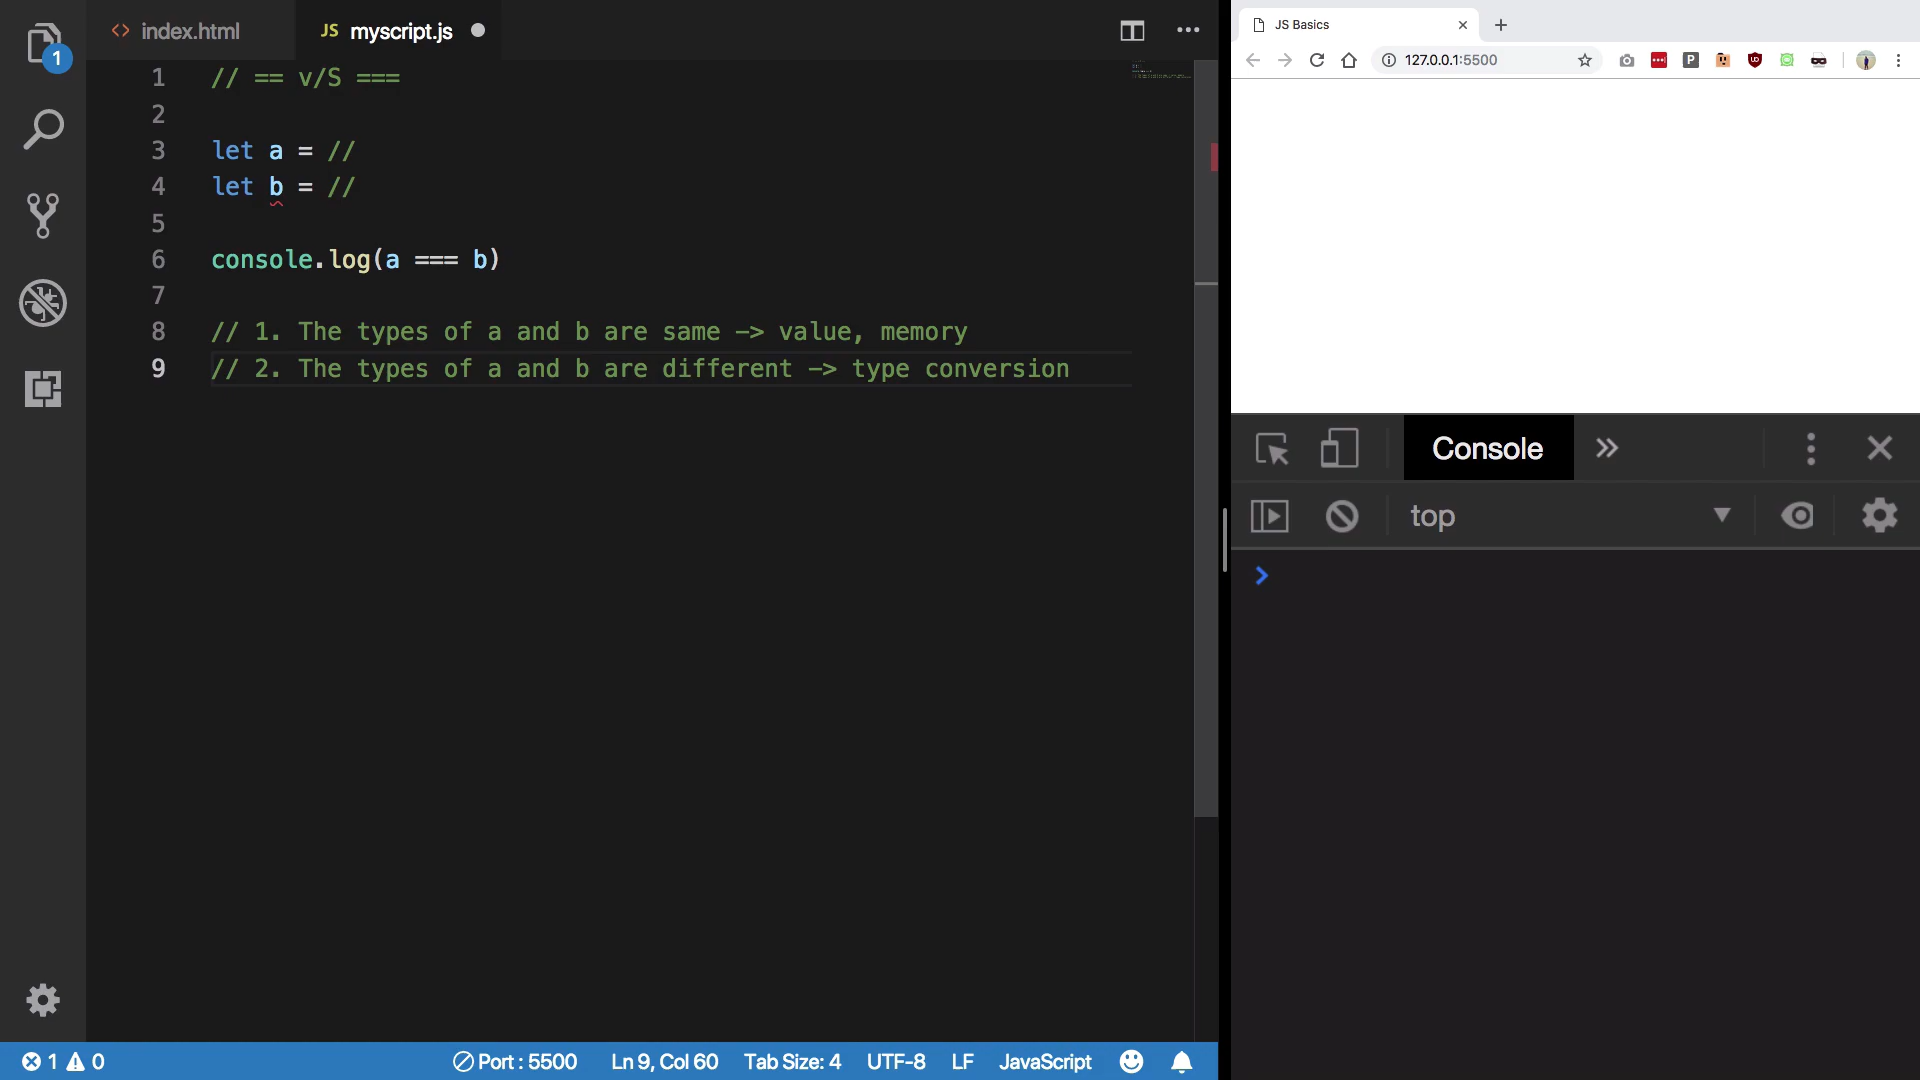 index.html
JS myscript.js
1
1 // == v/S ===
2
3 let a = //
4 let b = //
5
6 console.log(a === b)
7
8 // 1. The types of a and b are same -> value, memory
9 // 2. The types of a and b are different -> type conversion
1 0 Port : 5500 Ln 9, Col 60 Tab Size: 4 UTF-8 LF JavaScript
JS Basics
127.0.0.1:5500
P
Console
top